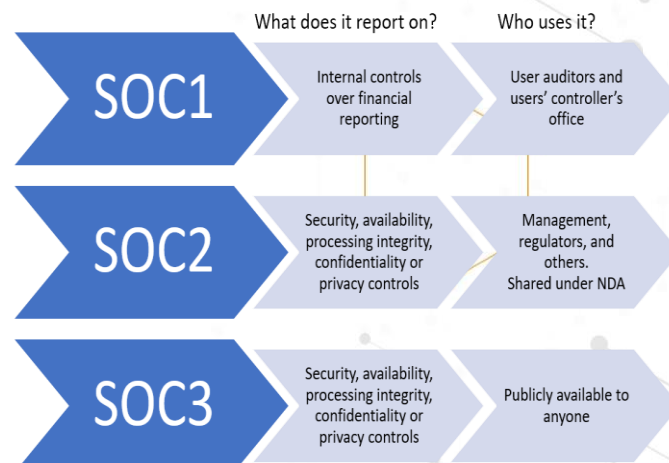 What does it report on?
Who uses it?
SOC1
Internal controls
over financial
reporting
User auditors and
users' controller's
office
SOC2
Security, availability,
processing integrity,
confidentiality or
privacy controls
Management,
regulators, and
others.
Shared under NDA
SOC3
Security, availability,
processing integrity,
confidentiality or
privacy controls
Publicly available to
anyone